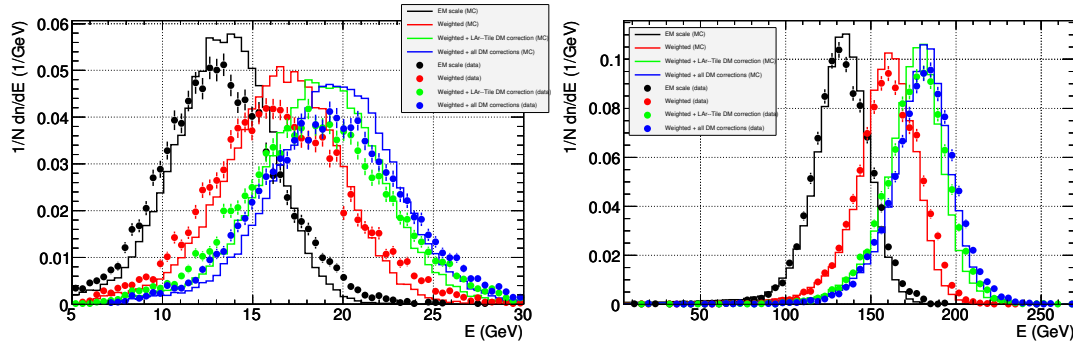 1/N dn/dE (1/GeV)
0.06
0.05
0.04
0.03
0.02
0.01
0
5
10
15
20
25
30
E (GeV)
EM scale (MC)
Weighted (MC)
Weighted + LAr--Tile DM correction (MC)
Weighted + all DM corrections (MC)
EM scale (data)
Weighted (data)
Weighted + LAr--Tile DM correction (data)
Weighted + all DM corrections (data)
1/N dn/dE (1/GeV)
0.1
0.08
0.06
0.04
0.02
0
50
100
150
200
250
E (GeV)
EM scale (MC)
Weighted (MC)
Weighted + LAr--Tile DM correction (MC)
Weighted + all DM corrections (MC)
EM scale (data)
Weighted (data)
Weighted + LAr--Tile DM correction (data)
Weighted + all DM corrections (data)